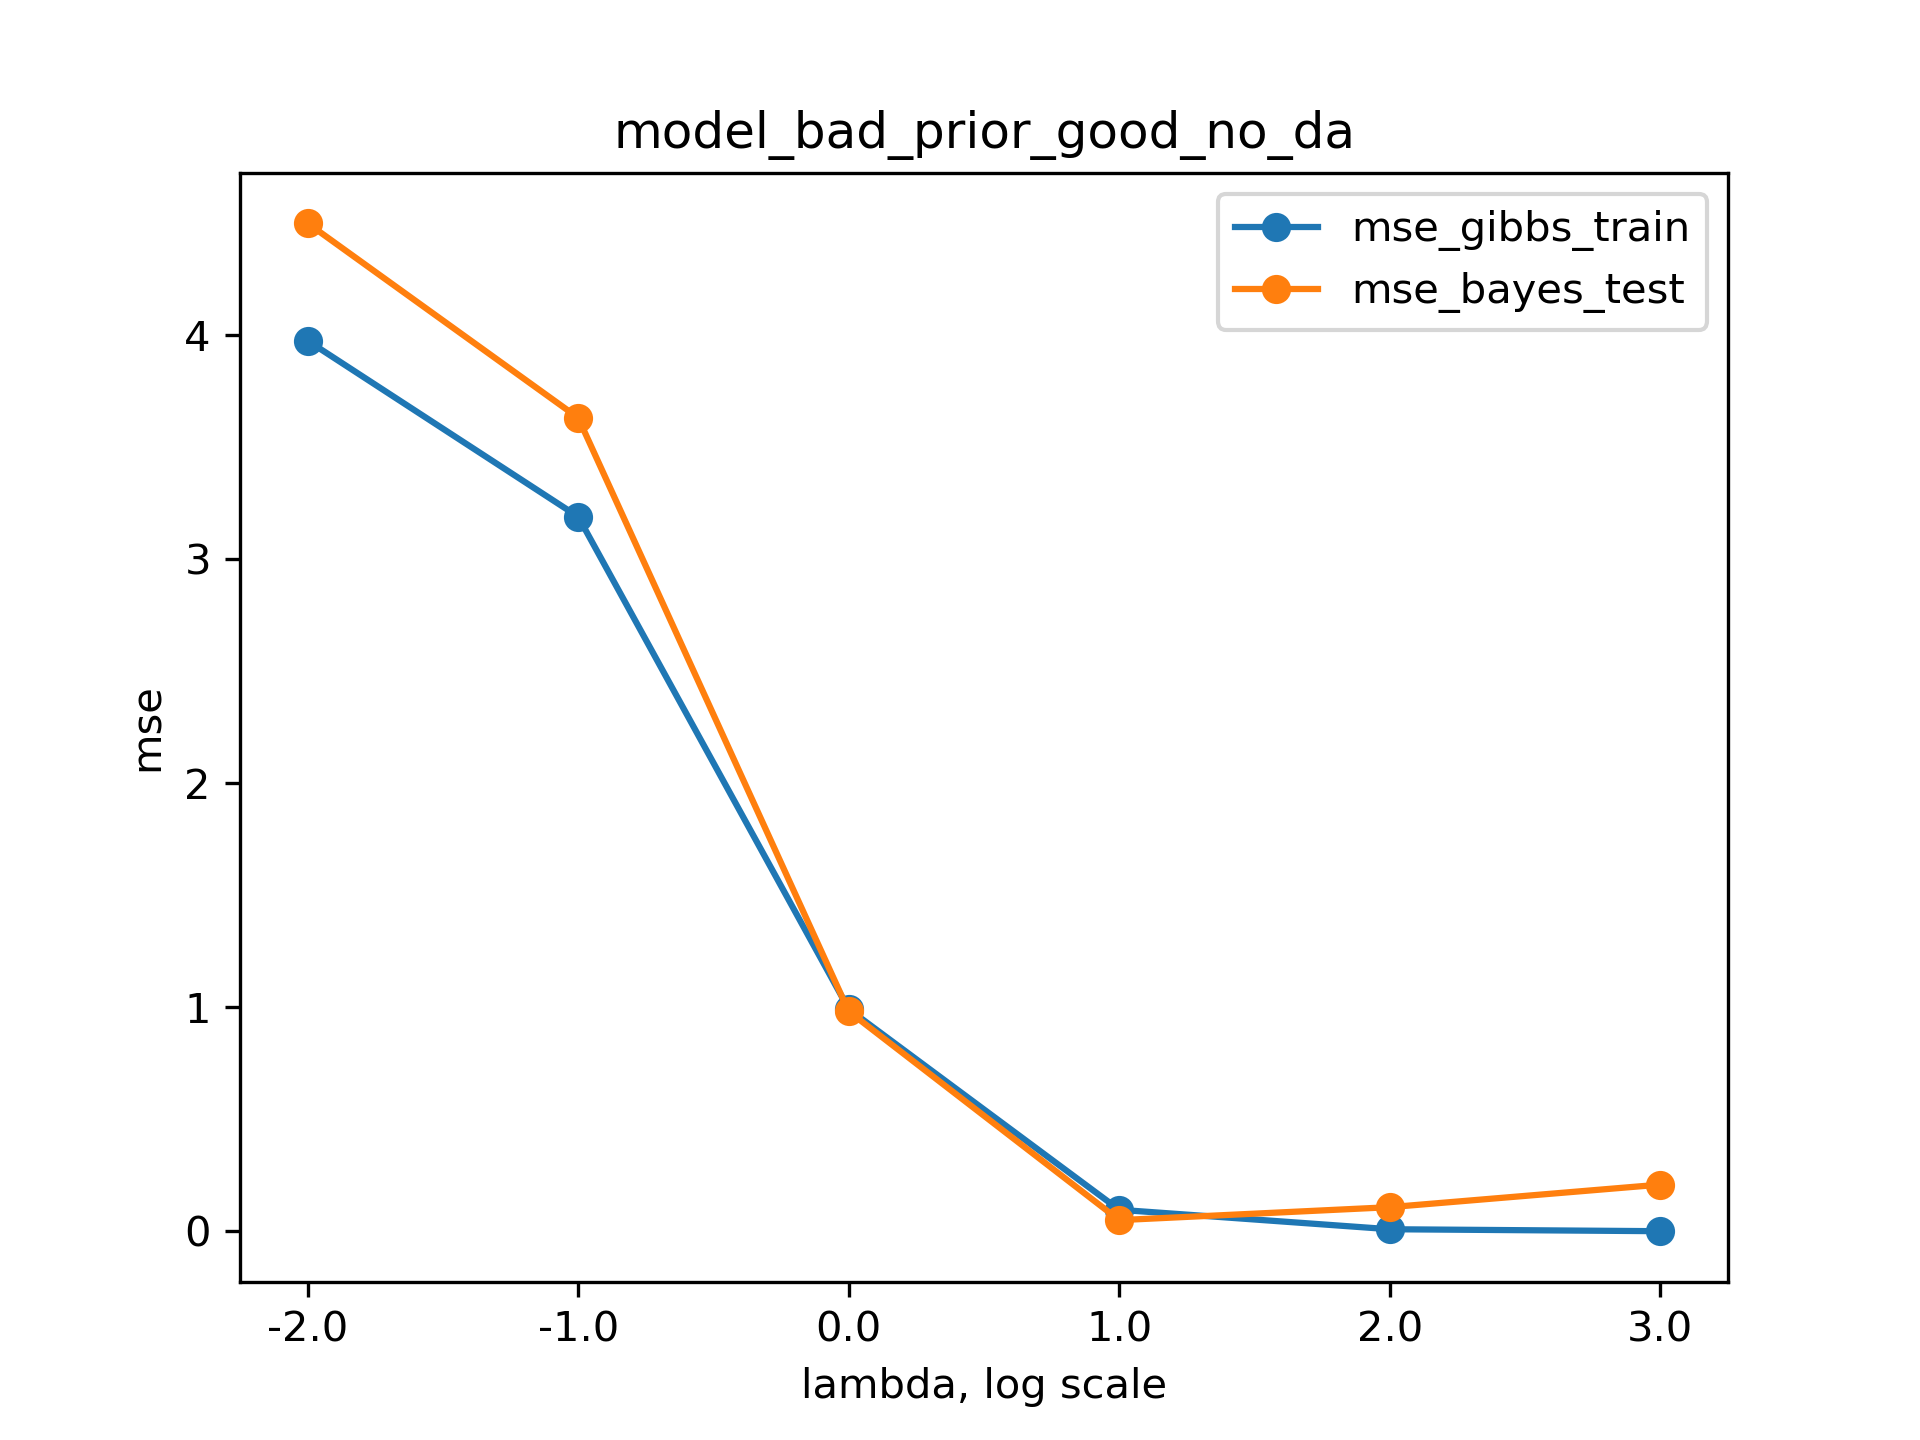 model_bad_prior_good_no_da
mse_gibbs_train
mse_bayes_test
4
3
2
1
0
mse
-2.0 -1.0 0.0 1.0 2.0 3.0
lambda, log scale